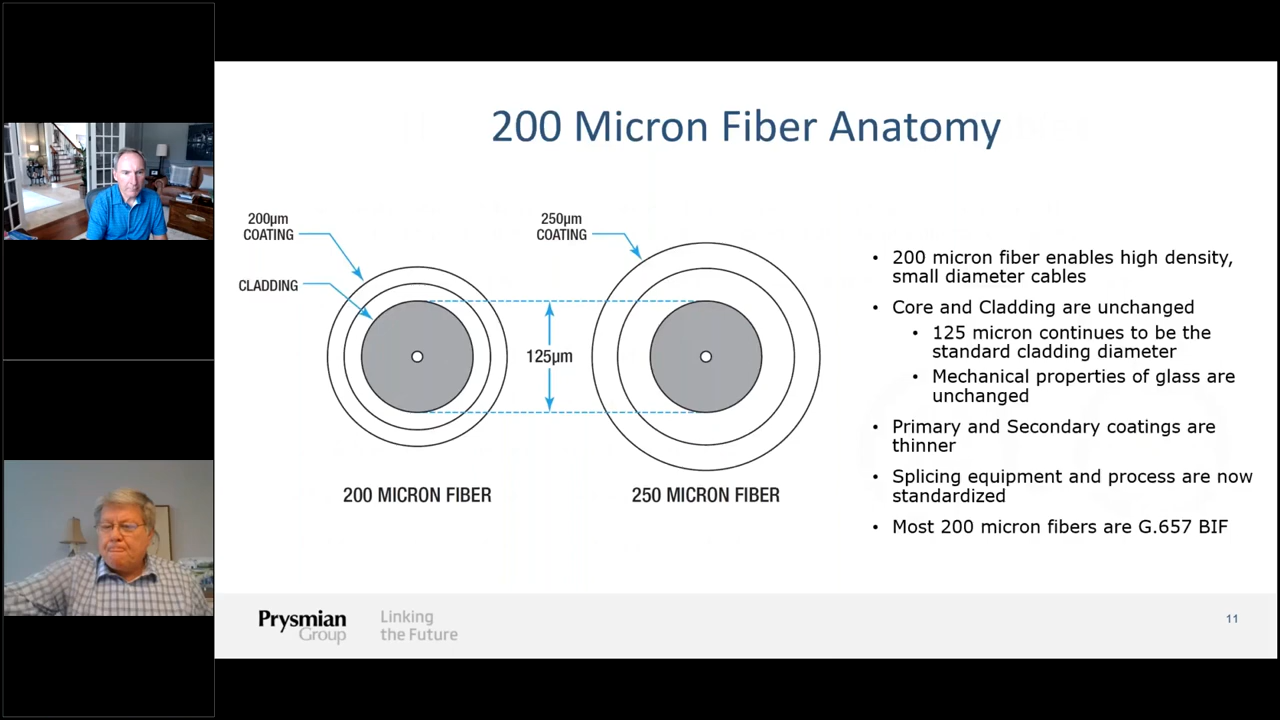 200 Micron Fiber Anatomy
200µm
COATING
CLADDING
250µm
COATING
125µm
200 MICRON FIBER
250 MICRON FIBER
• 200 micron fiber enables high density,
small diameter cables
• Core and Cladding are unchanged
• 125 micron continues to be the
standard cladding diameter
• Mechanical properties of glass are
unchanged
• Primary and Secondary coatings are
thinner
• Splicing equipment and process are now
standardized
• Most 200 micron fibers are G.657 BIF
Prysmian
Group
Linking
the Future
11